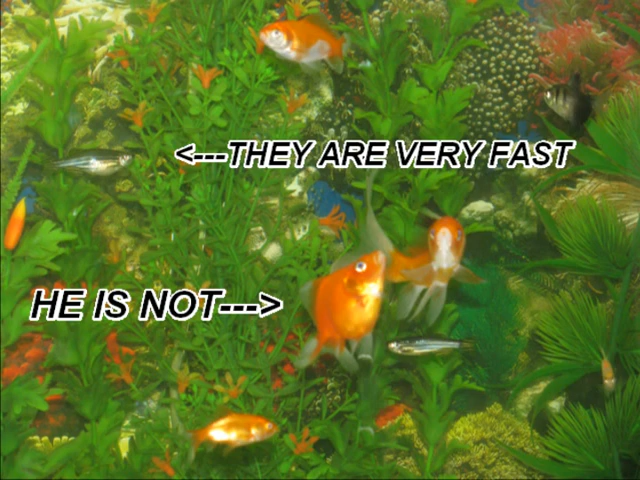 <---THEY ARE VERY FAST
HE IS NOT--->